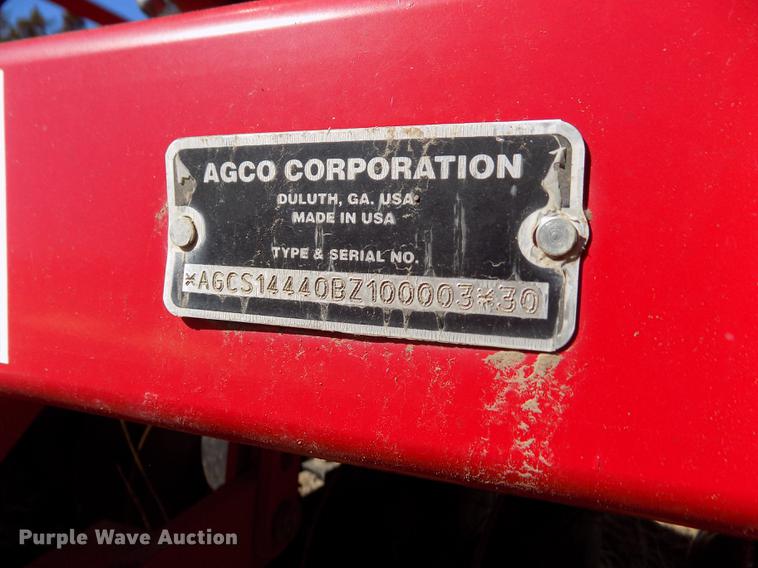 AGCO CORPORATION
DULUTH, GA. USA.
MADE IN USA
TYPE & SERIAL NO.
*AGCS14440BZ100003*30
Purple Wave Auction